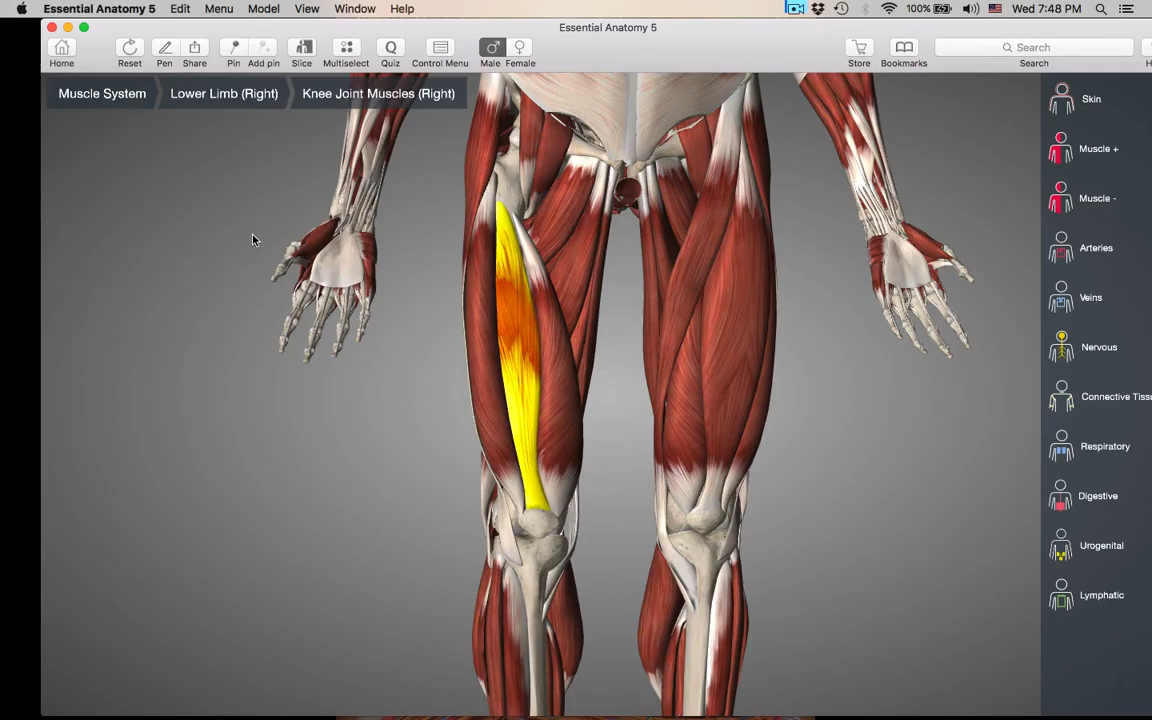 Essential Anatomy 5 Edit Menu Model View Window Help 100% Wed 7:48 PM
Essential Anatomy 5
Home Reset Pen Share Pin Add pin Slice Multiselect Q Quiz Control Menu Male Female Store Bookmarks Search Search
Muscle System Lower Limb (Right) Knee Joint Muscles (Right)
Skin
Muscle +
Muscle -
Arteries
Veins
Nervous
Connective
Respiratory
Digestive
Urogenital
Lymphatic